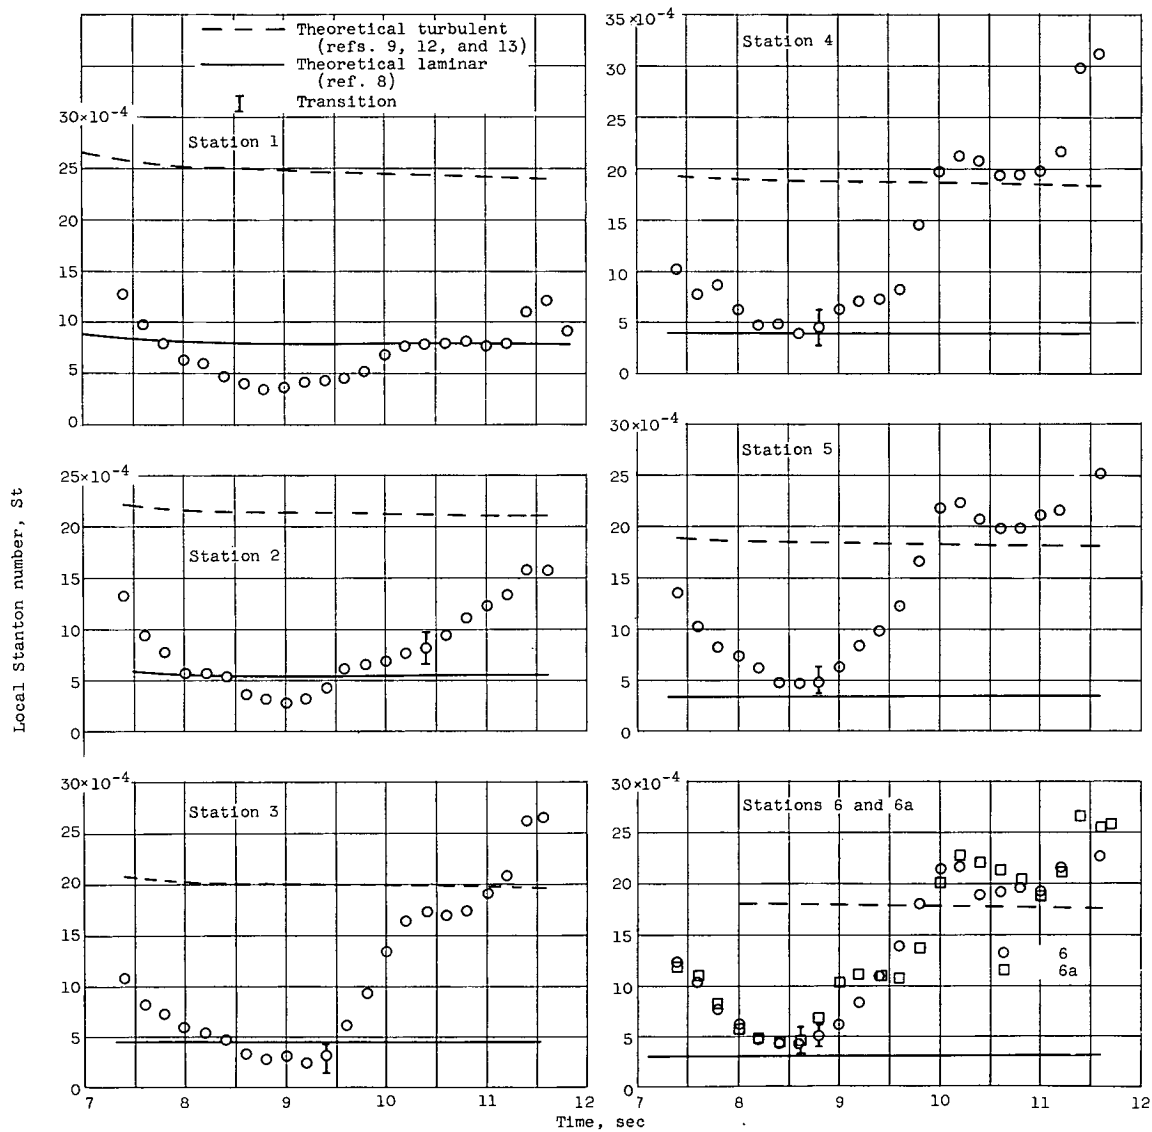 Theoretical turbulent
(refs. 9, 12, and 13)
Theoretical laminar
(ref. 8)
Transition
30×10-4
Station 1
25
20
15
10
5
0
25×10-4
20
Station 2
15
10
5
0
30×10-4
Station 3
25
20
15
10
5
0
7 8 9 10 11 12
35×10-4
Station 4
30
25
20
15
10
5
0
30×10-4
Station 5
25
20
15
10
5
0
30×10-4
Stations 6 and 6a
25
20
15
6
6a
10
5
0
7 8 9 10 11 12
Local Stanton number, St
Time, sec